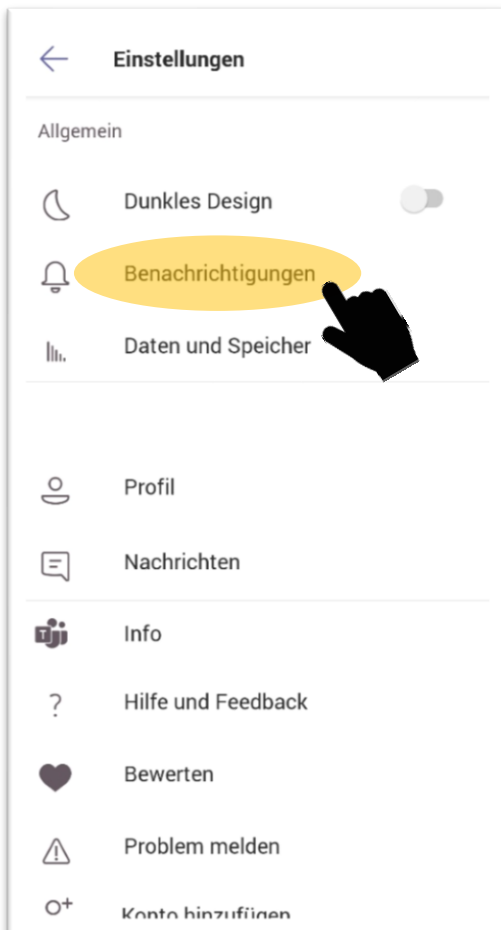 Einstellungen
Allgemein
Dunkles Design
Benachrichtigungen
Daten und Speicher
Profil
Nachrichten
Info
? Hilfe und Feedback
Bewerten
Problem melden
Konto hinzufügen